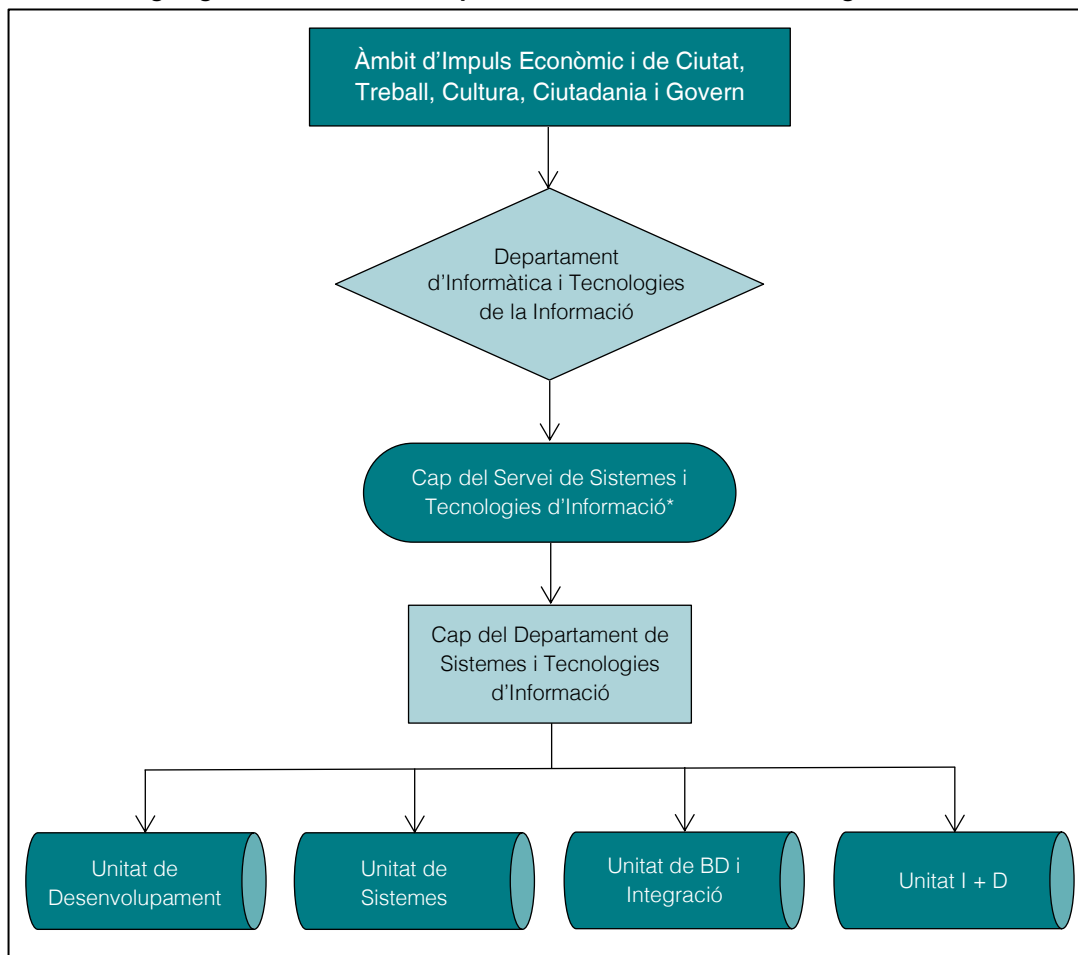 Àmbit d'Impuls Econòmic i de Ciutat,
Treball, Cultura, Ciutadania i Govern
Departament
d'Informàtica i Tecnologies
de la Informació
Cap del Servei de Sistemes i
Tecnologies d'Informació*
Cap del Departament de
Sistemes i Tecnologies
d'Informació
Unitat de
Desenvolupament
Unitat de
Sistemes
Unitat de BD i
Integració
Unitat I + D